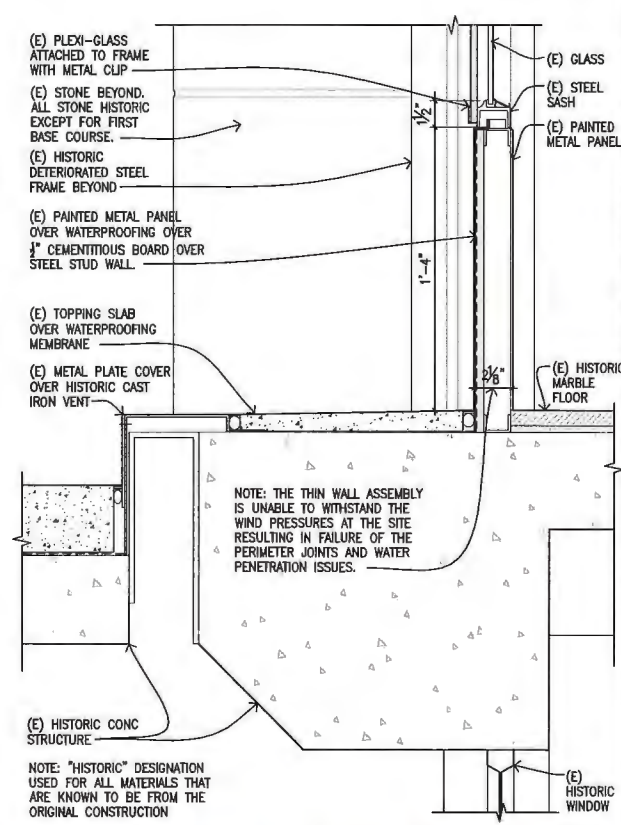 (E) PLEXI-GLASS
ATTACHED TO FRAME
WITH METAL CLIP
(E) STONE BEYOND.
ALL STONE HISTORIC
EXCEPT FOR FIRST
BASE COURSE.
(E) HISTORIC
DETERIORATED STEEL
FRAME BEYOND
(E) PAINTED METAL PANEL
OVER WATERPROOFING OVER
½" CEMENTITIOUS BOARD OVER
STEEL STUD WALL.
(E) TOPPING SLAB
OVER WATERPROOFING
MEMBRANE
(E) METAL PLATE COVER
OVER HISTORIC CAST
IRON VENT
1½"
1'-4"
2⅛"
(E) GLASS
(E) STEEL
SASH
(E) PAINTED
METAL PANEL
(E) HISTORIC
MARBLE
FLOOR
NOTE: THE THIN WALL ASSEMBLY
IS UNABLE TO WITHSTAND THE
WIND PRESSURES AT THE SITE
RESULTING IN FAILURE OF THE
PERIMETER JOINTS AND WATER
PENETRATION ISSUES.
(E) HISTORIC CONC
STRUCTURE
NOTE: "HISTORIC" DESIGNATION
USED FOR ALL MATERIALS THAT
ARE KNOWN TO BE FROM THE
ORIGINAL CONSTRUCTION
(E)
HISTORIC
WINDOW